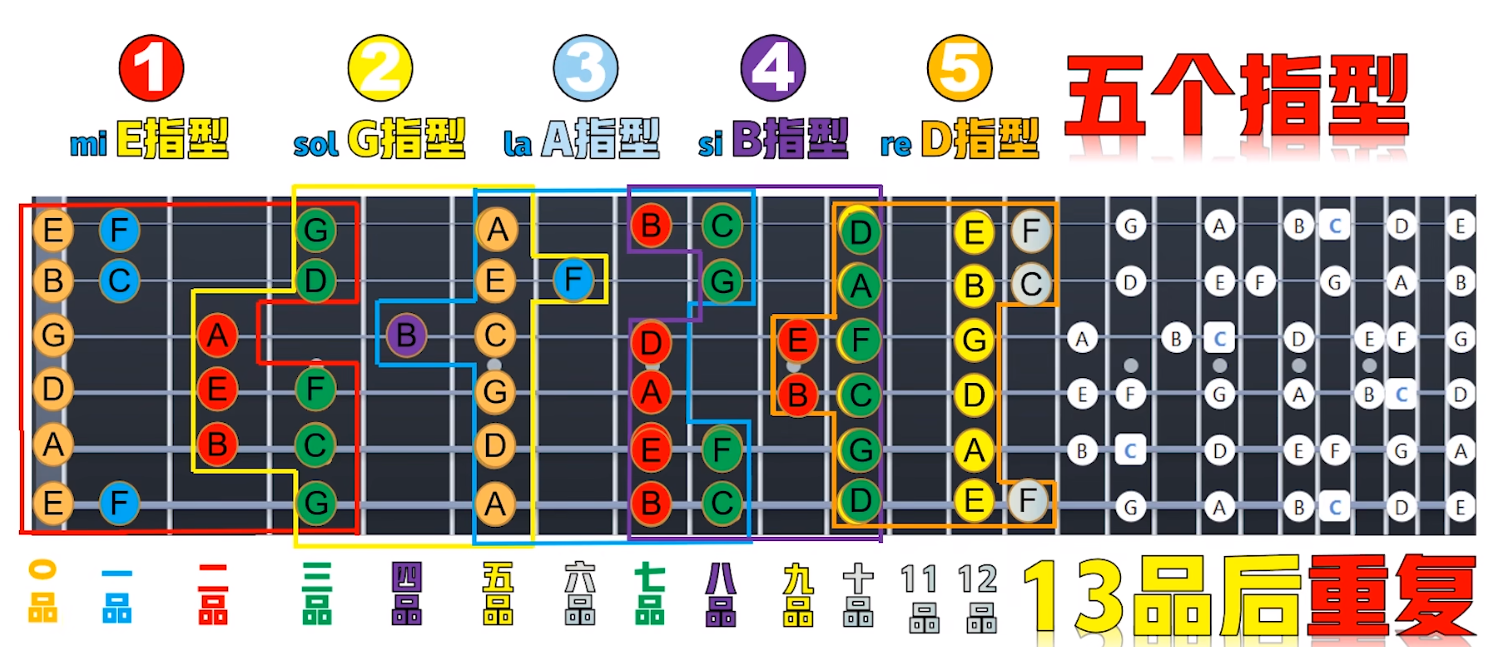 1 2 3 4 5
mi E指型 sol G指型 la A指型 si B指型 re D指型 五个指型
E F G A B C D E F G A B C D E
B C D E F G A B C D E F G A B
G A B C D E F G A B C D E F G
D E F G A B C D E F G A B C D
A B C D E F G A B C D E F G A
E F G A B C D E F G A B C D E
0品 一品 二品 三品 四品 五品 六品 七品 八品 九品 十品 11品 12品 13品后重复